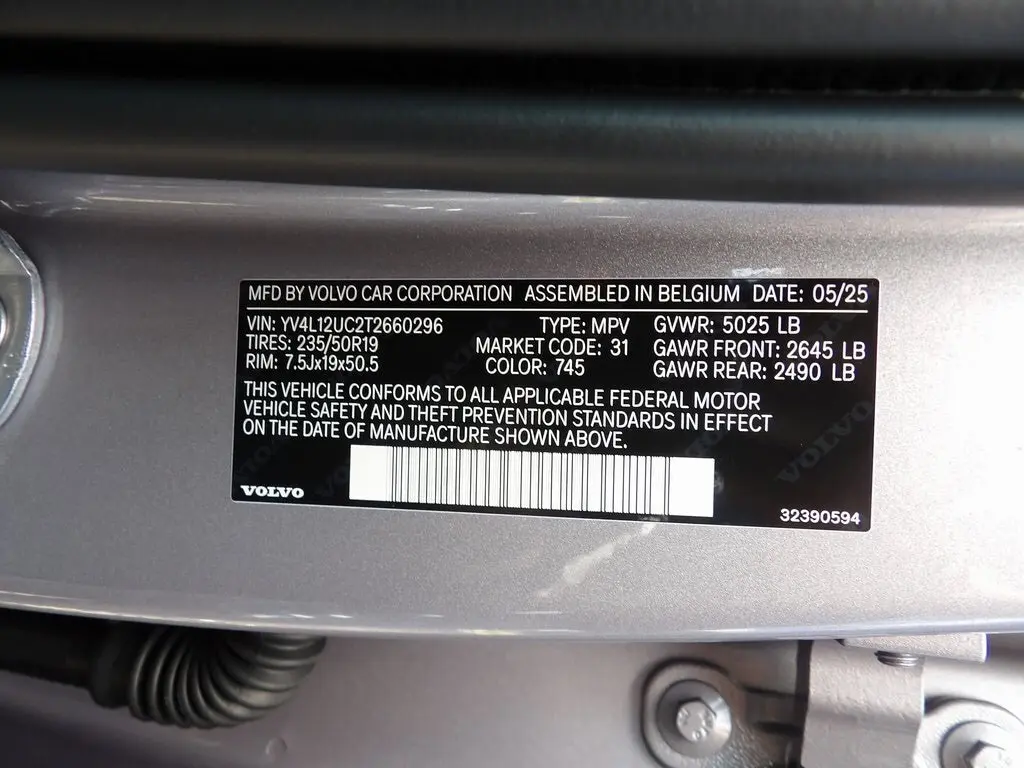 MFD BY VOLVO CAR CORPORATION ASSEMBLED IN BELGIUM DATE: 05/25
VIN: YV4L12UC2T2660296 TYPE: MPV GVWR: 5025 LB
TIRES: 235/50R19 MARKET CODE: 31 GAWR FRONT: 2645 LB
RIM: 7.5Jx19x50.5 COLOR: 745 GAWR REAR: 2490 LB
THIS VEHICLE CONFORMS TO ALL APPLICABLE FEDERAL MOTOR
VEHICLE SAFETY AND THEFT PREVENTION STANDARDS IN EFFECT
ON THE DATE OF MANUFACTURE SHOWN ABOVE.
VOLVO
32390594